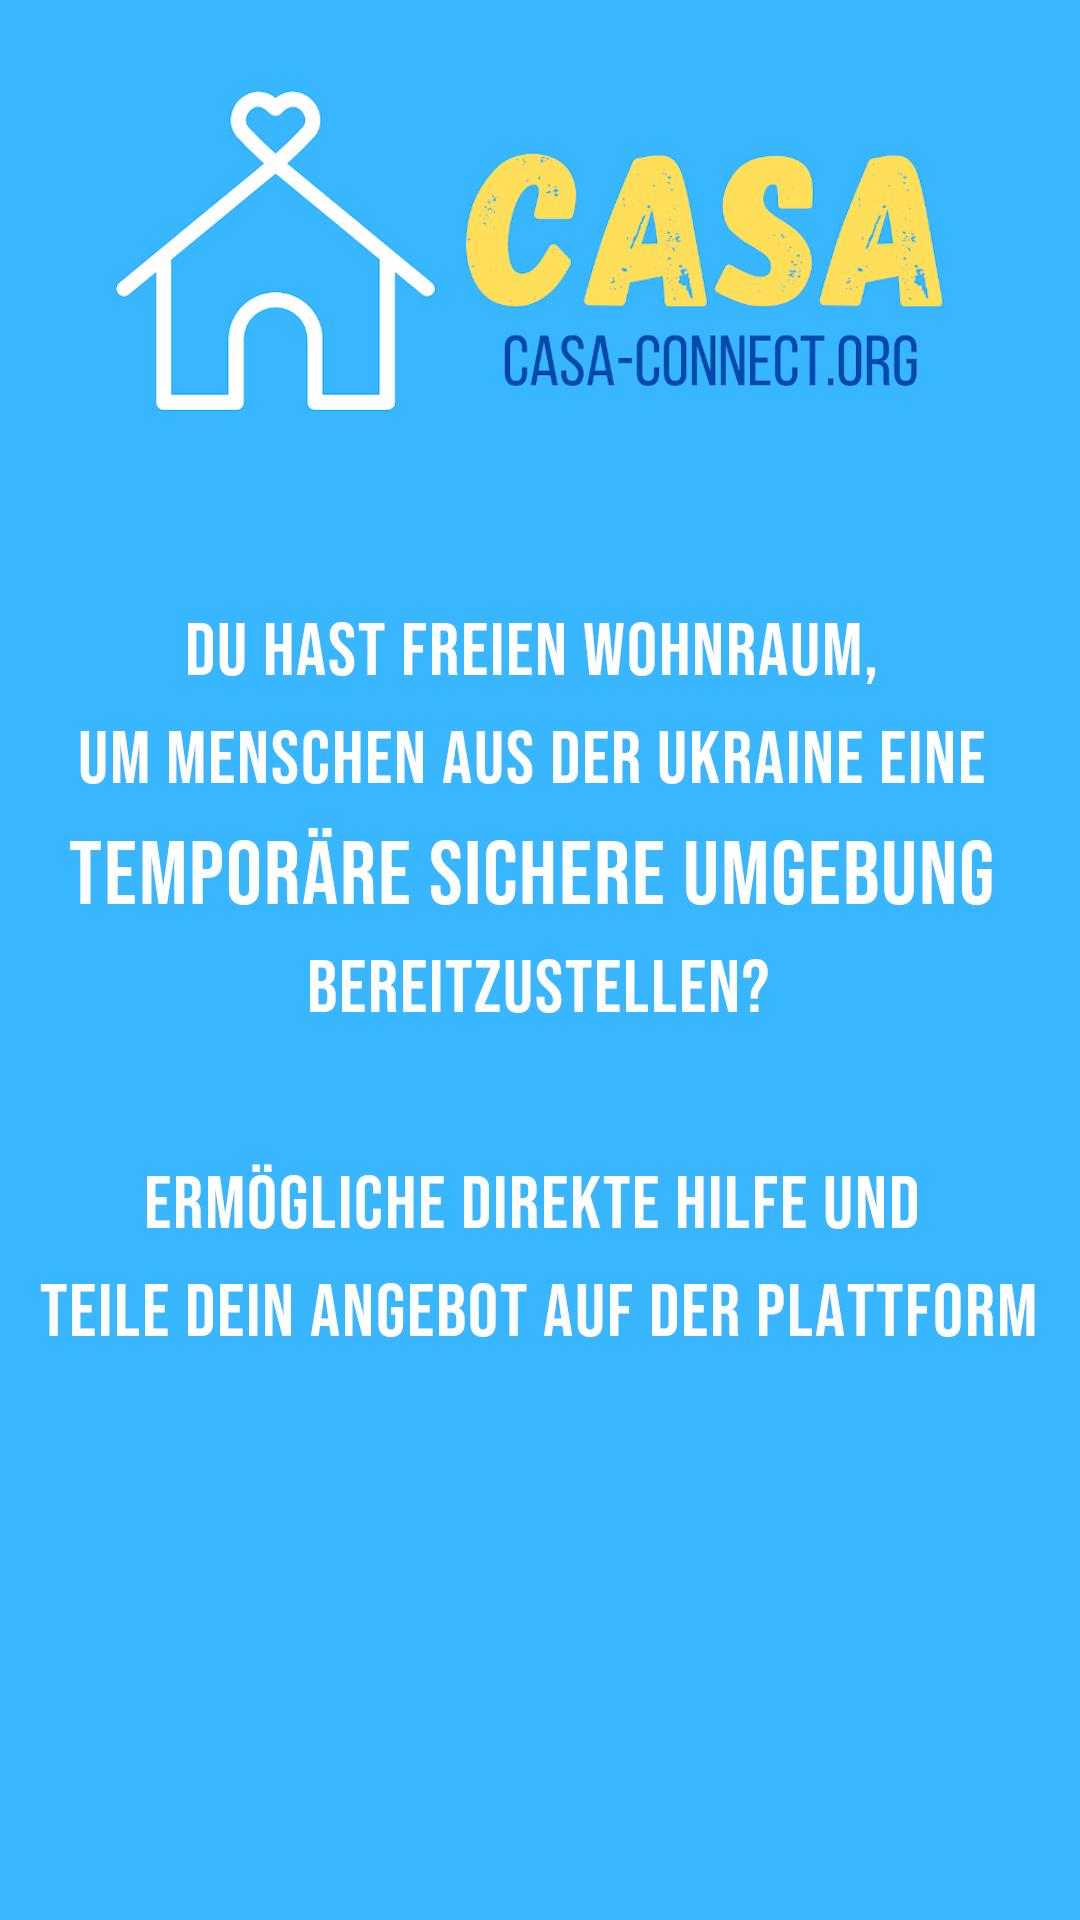 CASA
CASA-CONNECT.ORG
DU HAST FREIEN WOHNRAUM,
UM MENSCHEN AUS DER UKRAINE EINE
TEMPORÄRE SICHERE UMGEBUNG
BEREITZUSTELLEN?
ERMÖGLICHE DIREKTE HILFE UND
TEILE DEIN ANGEBOT AUF DER PLATTFORM